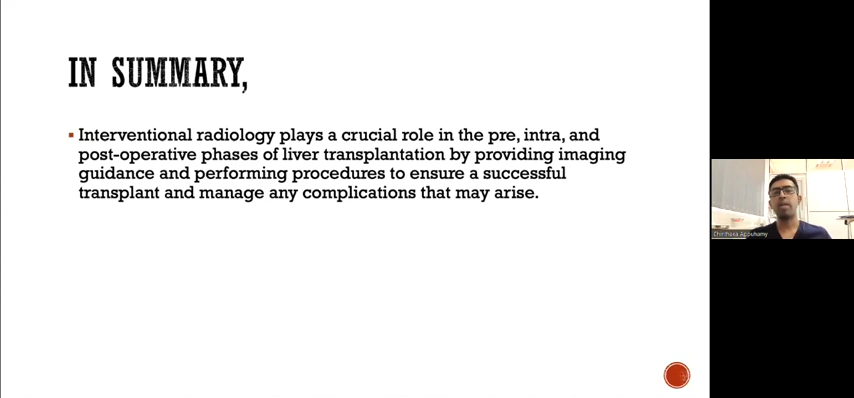 IN SUMMARY,
▪ Interventional radiology plays a crucial role in the pre, intra, and
post-operative phases of liver transplantation by providing imaging
guidance and performing procedures to ensure a successful
transplant and manage any complications that may arise.